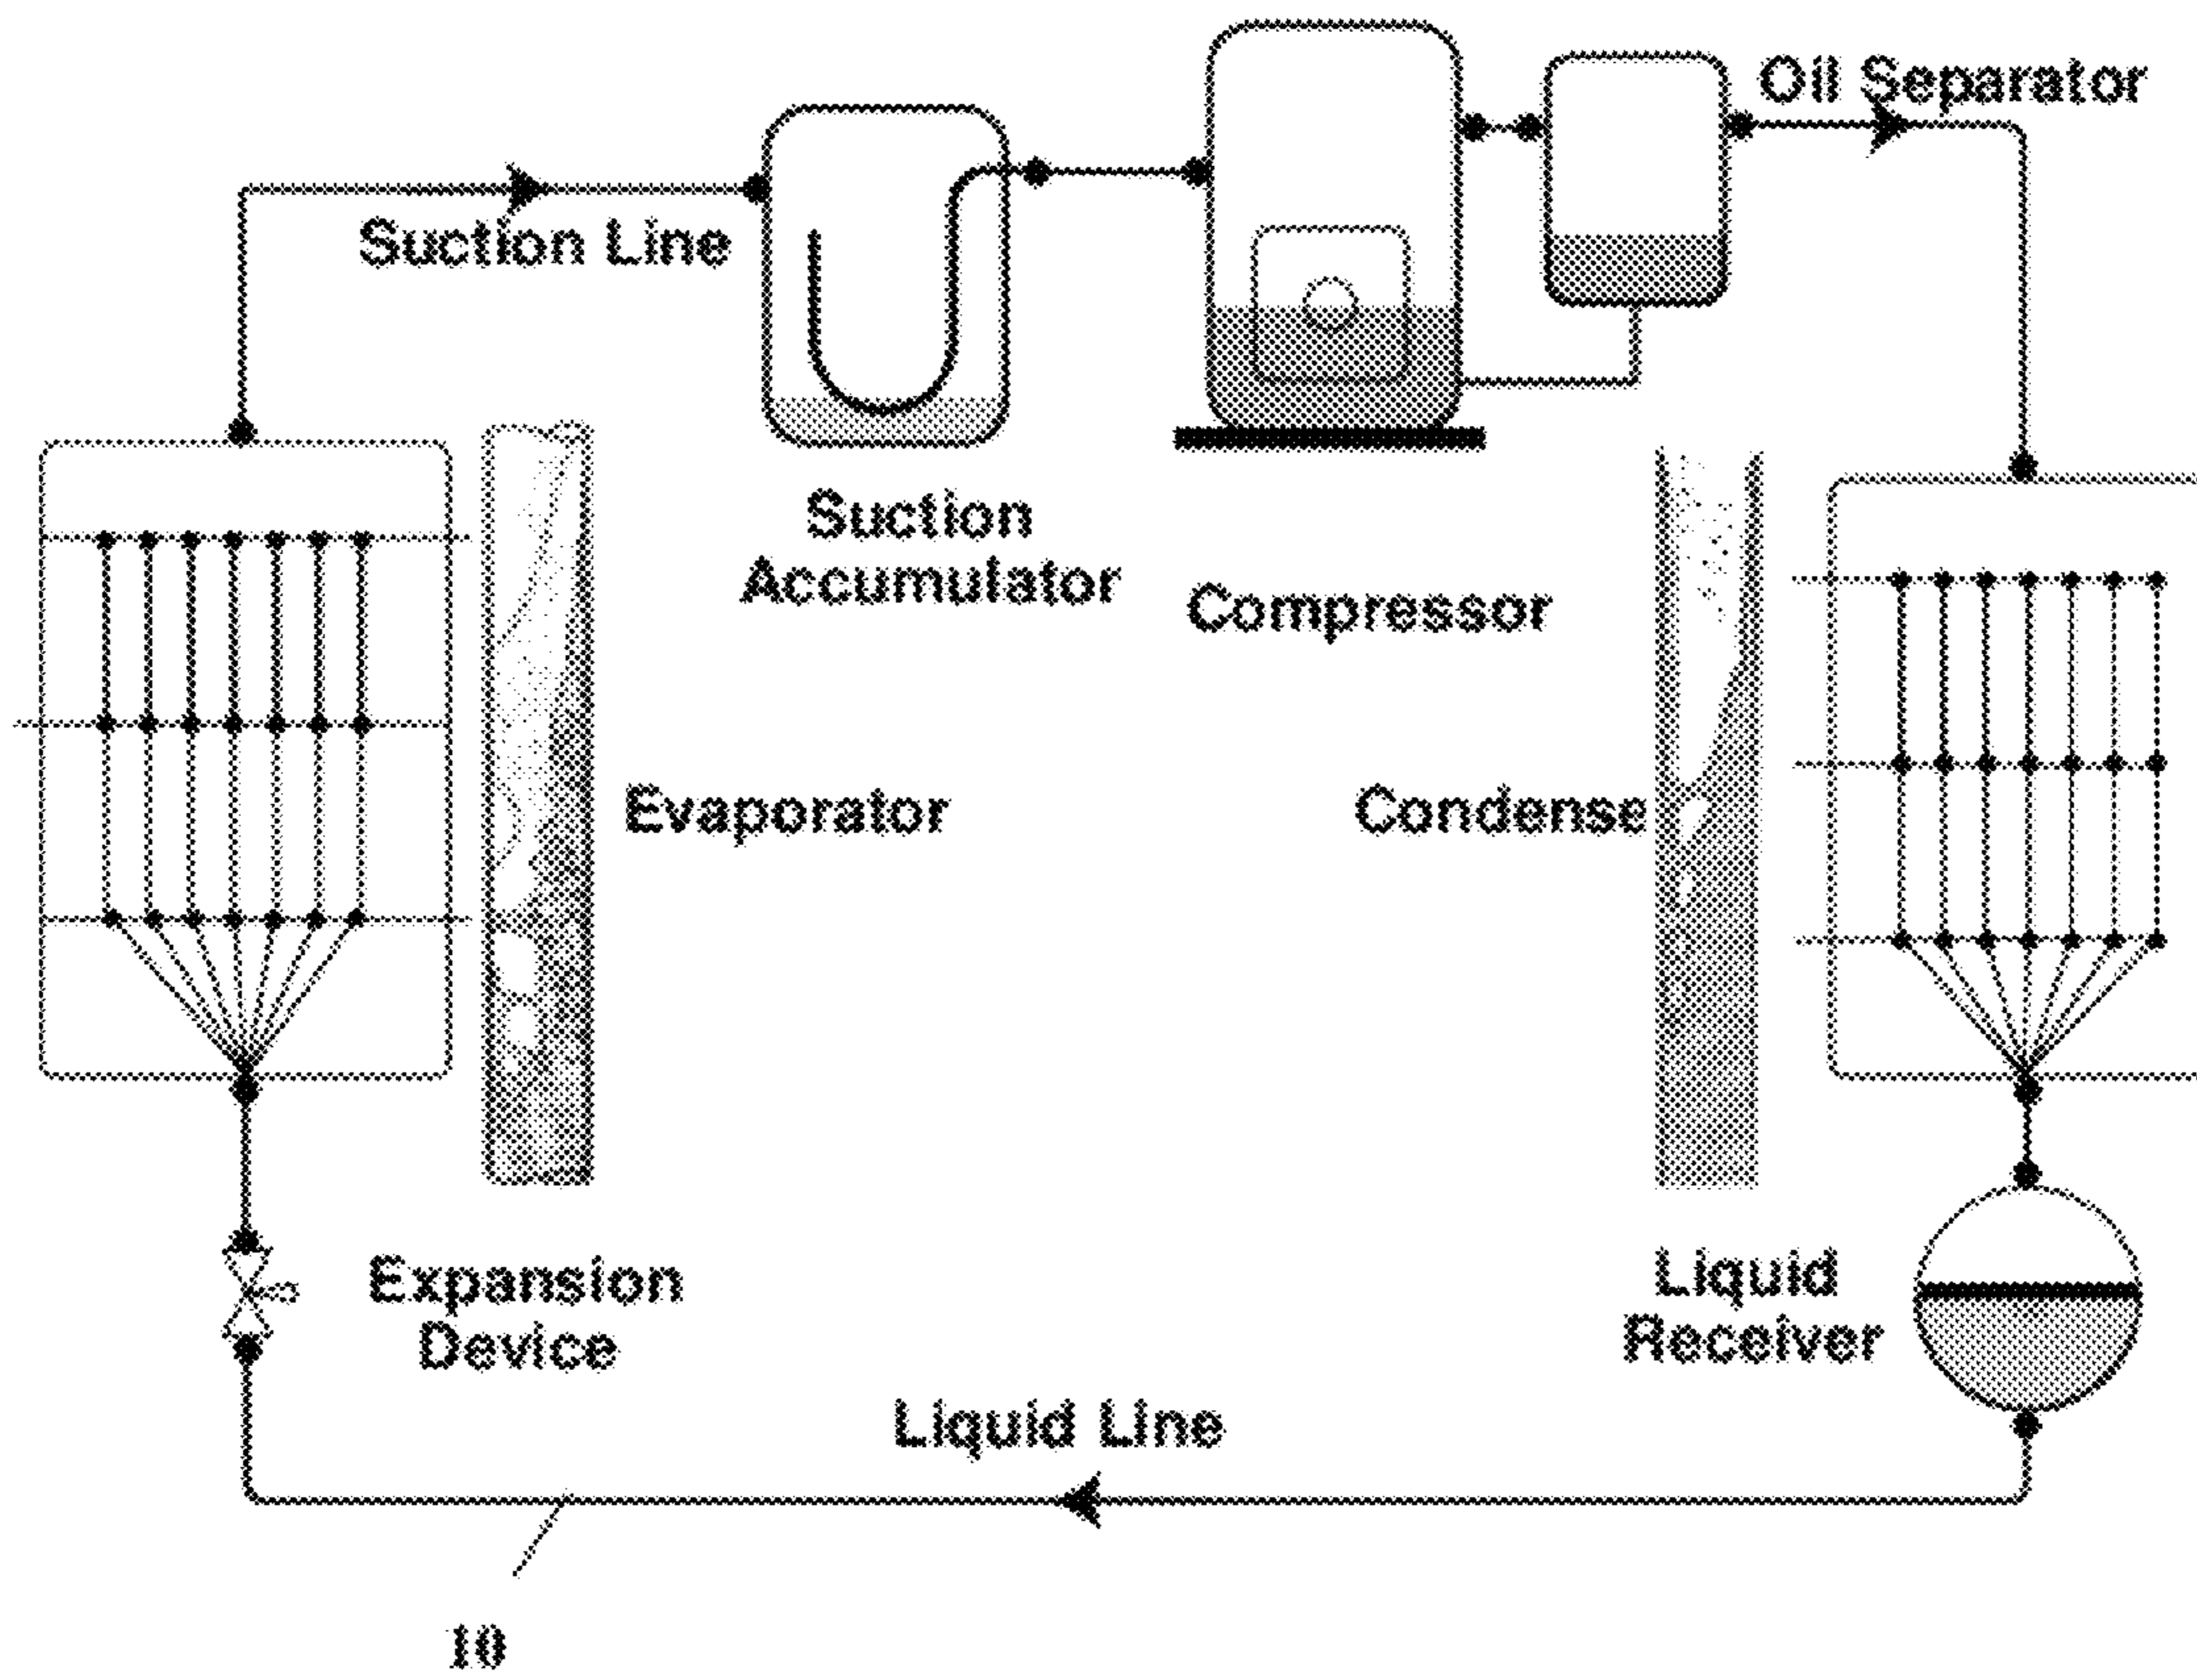 Oil Separator
Suction Line
Suction
Accumulator
Compressor
Evaporator
Condense
Expansion
Device
Liquid
Receiver
Liquid Line
10